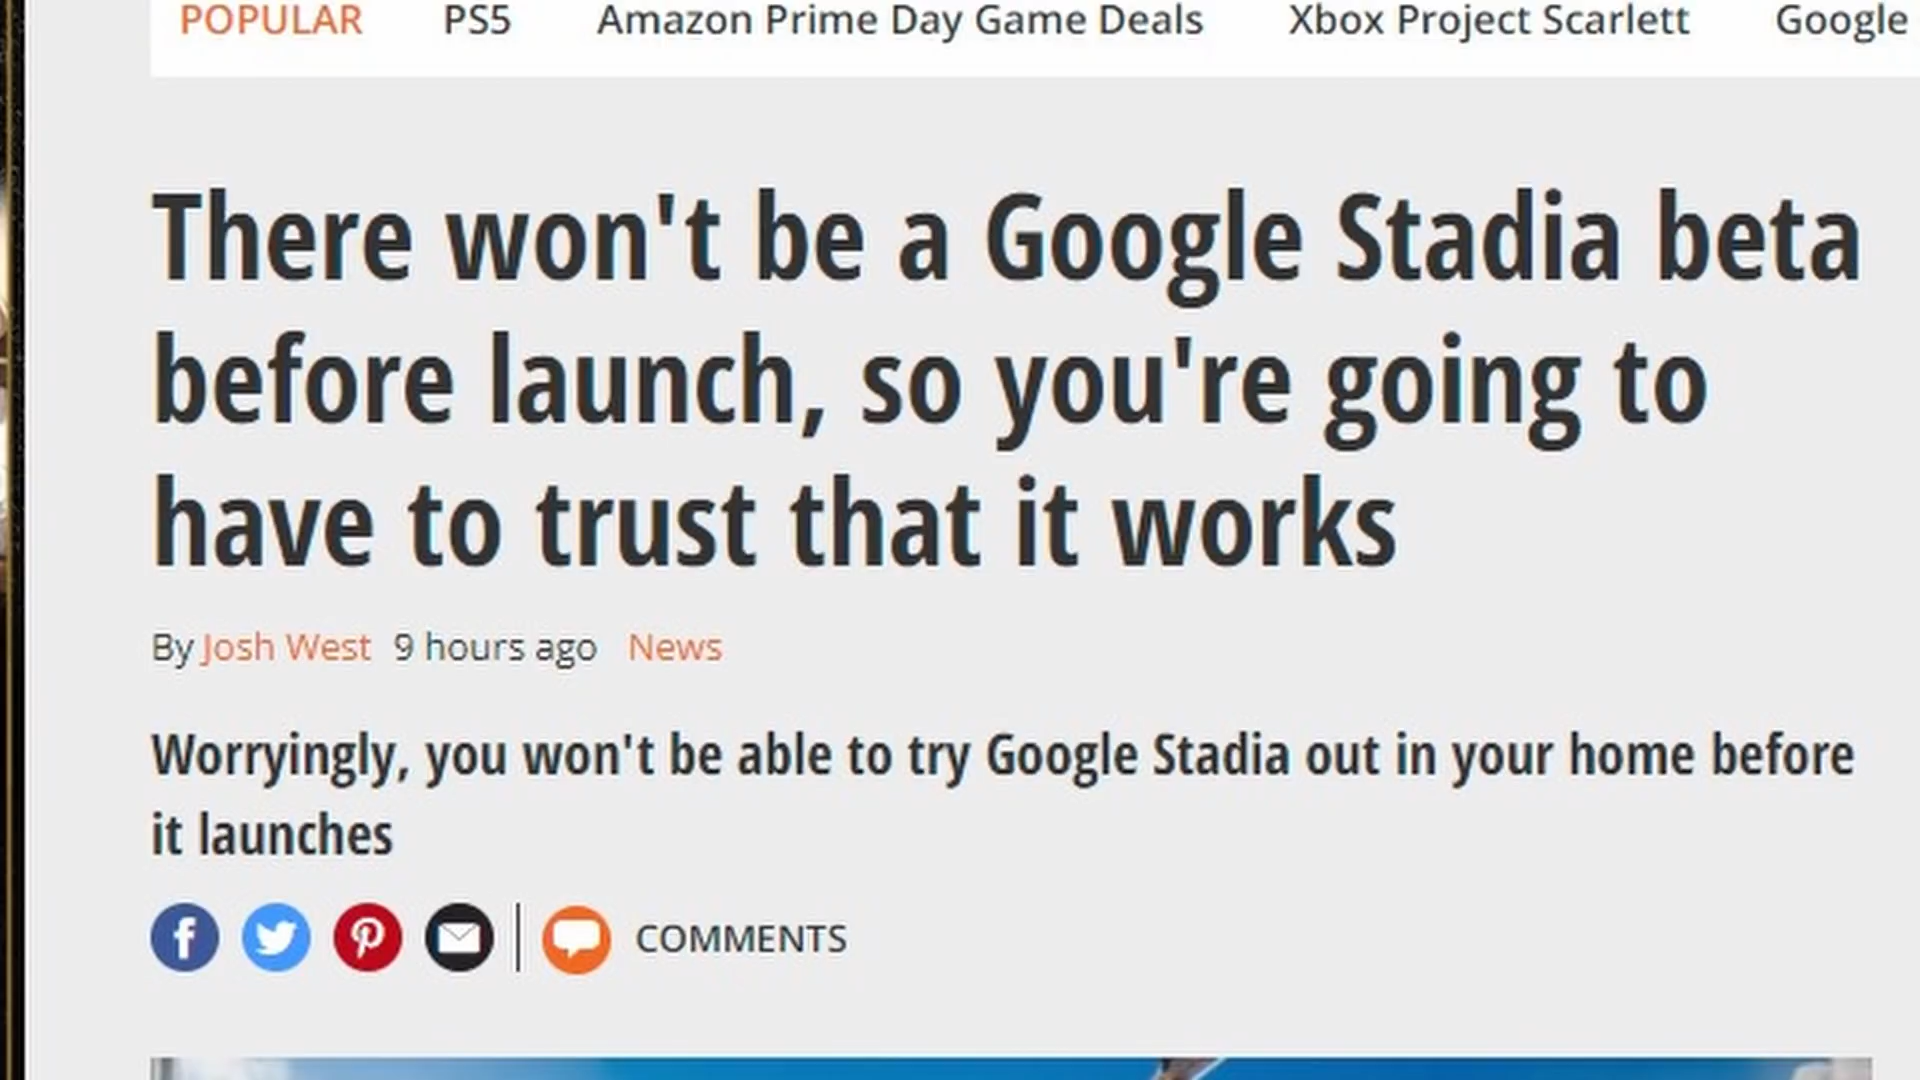 POPULAR PS5 Amazon Prime Day Game Deals Xbox Project Scarlett Google
There won't be a Google Stadia beta
before launch, so you're going to
have to trust that it works
By Josh West 9 hours ago News
Worryingly, you won't be able to try Google Stadia out in your home before
it launches
COMMENTS